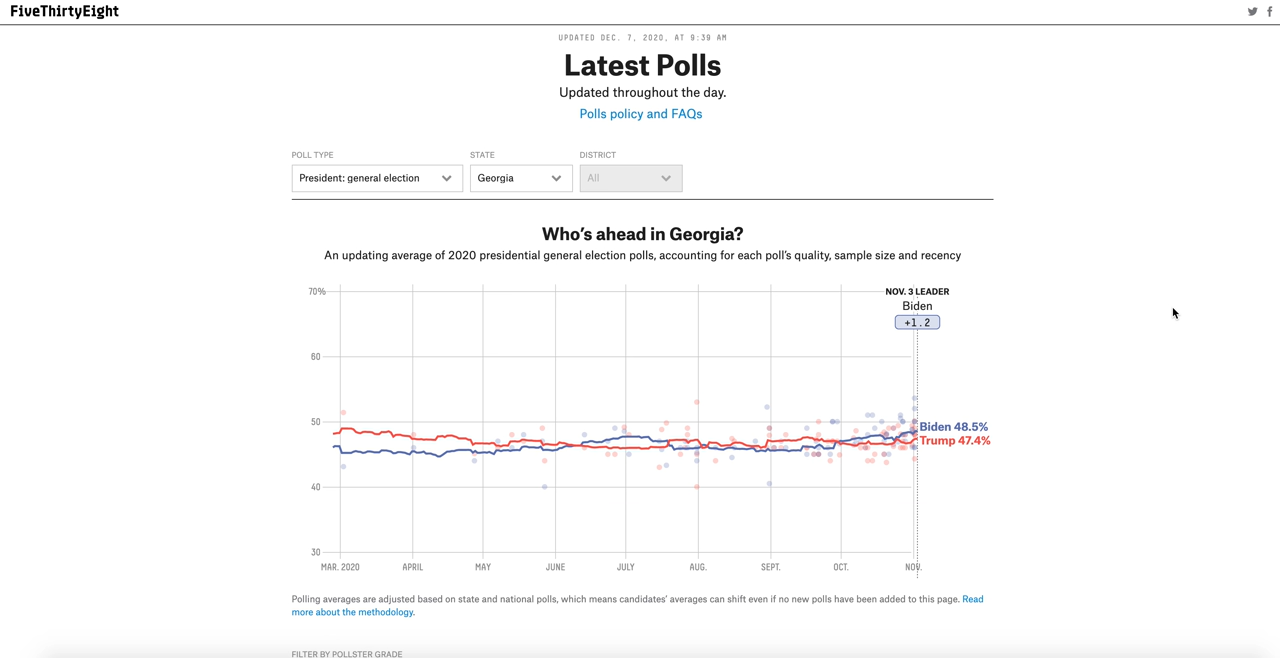 FiveThirtyEight
UPDATED DEC. 7, 2020, AT 9:39 AM
Latest Polls
Updated throughout the day.
Polls policy and FAQs
POLL TYPE STATE DISTRICT
President: general election Georgia All
Who's ahead in Georgia?
An updating average of 2020 presidential general election polls, accounting for each poll's quality, sample size and recency
70%
NOV. 3 LEADER
Biden
+1.2
60
50
Biden 48.5%
Trump 47.4%
40
30
MAR. 2020 APRIL MAY JUNE JULY AUG. SEPT. OCT. NOV.
Polling averages are adjusted based on state and national polls, which means candidates' averages can shift even if no new polls have been added to this page. Read
more about the methodology.
FILTER BY POLLSTER GRADE